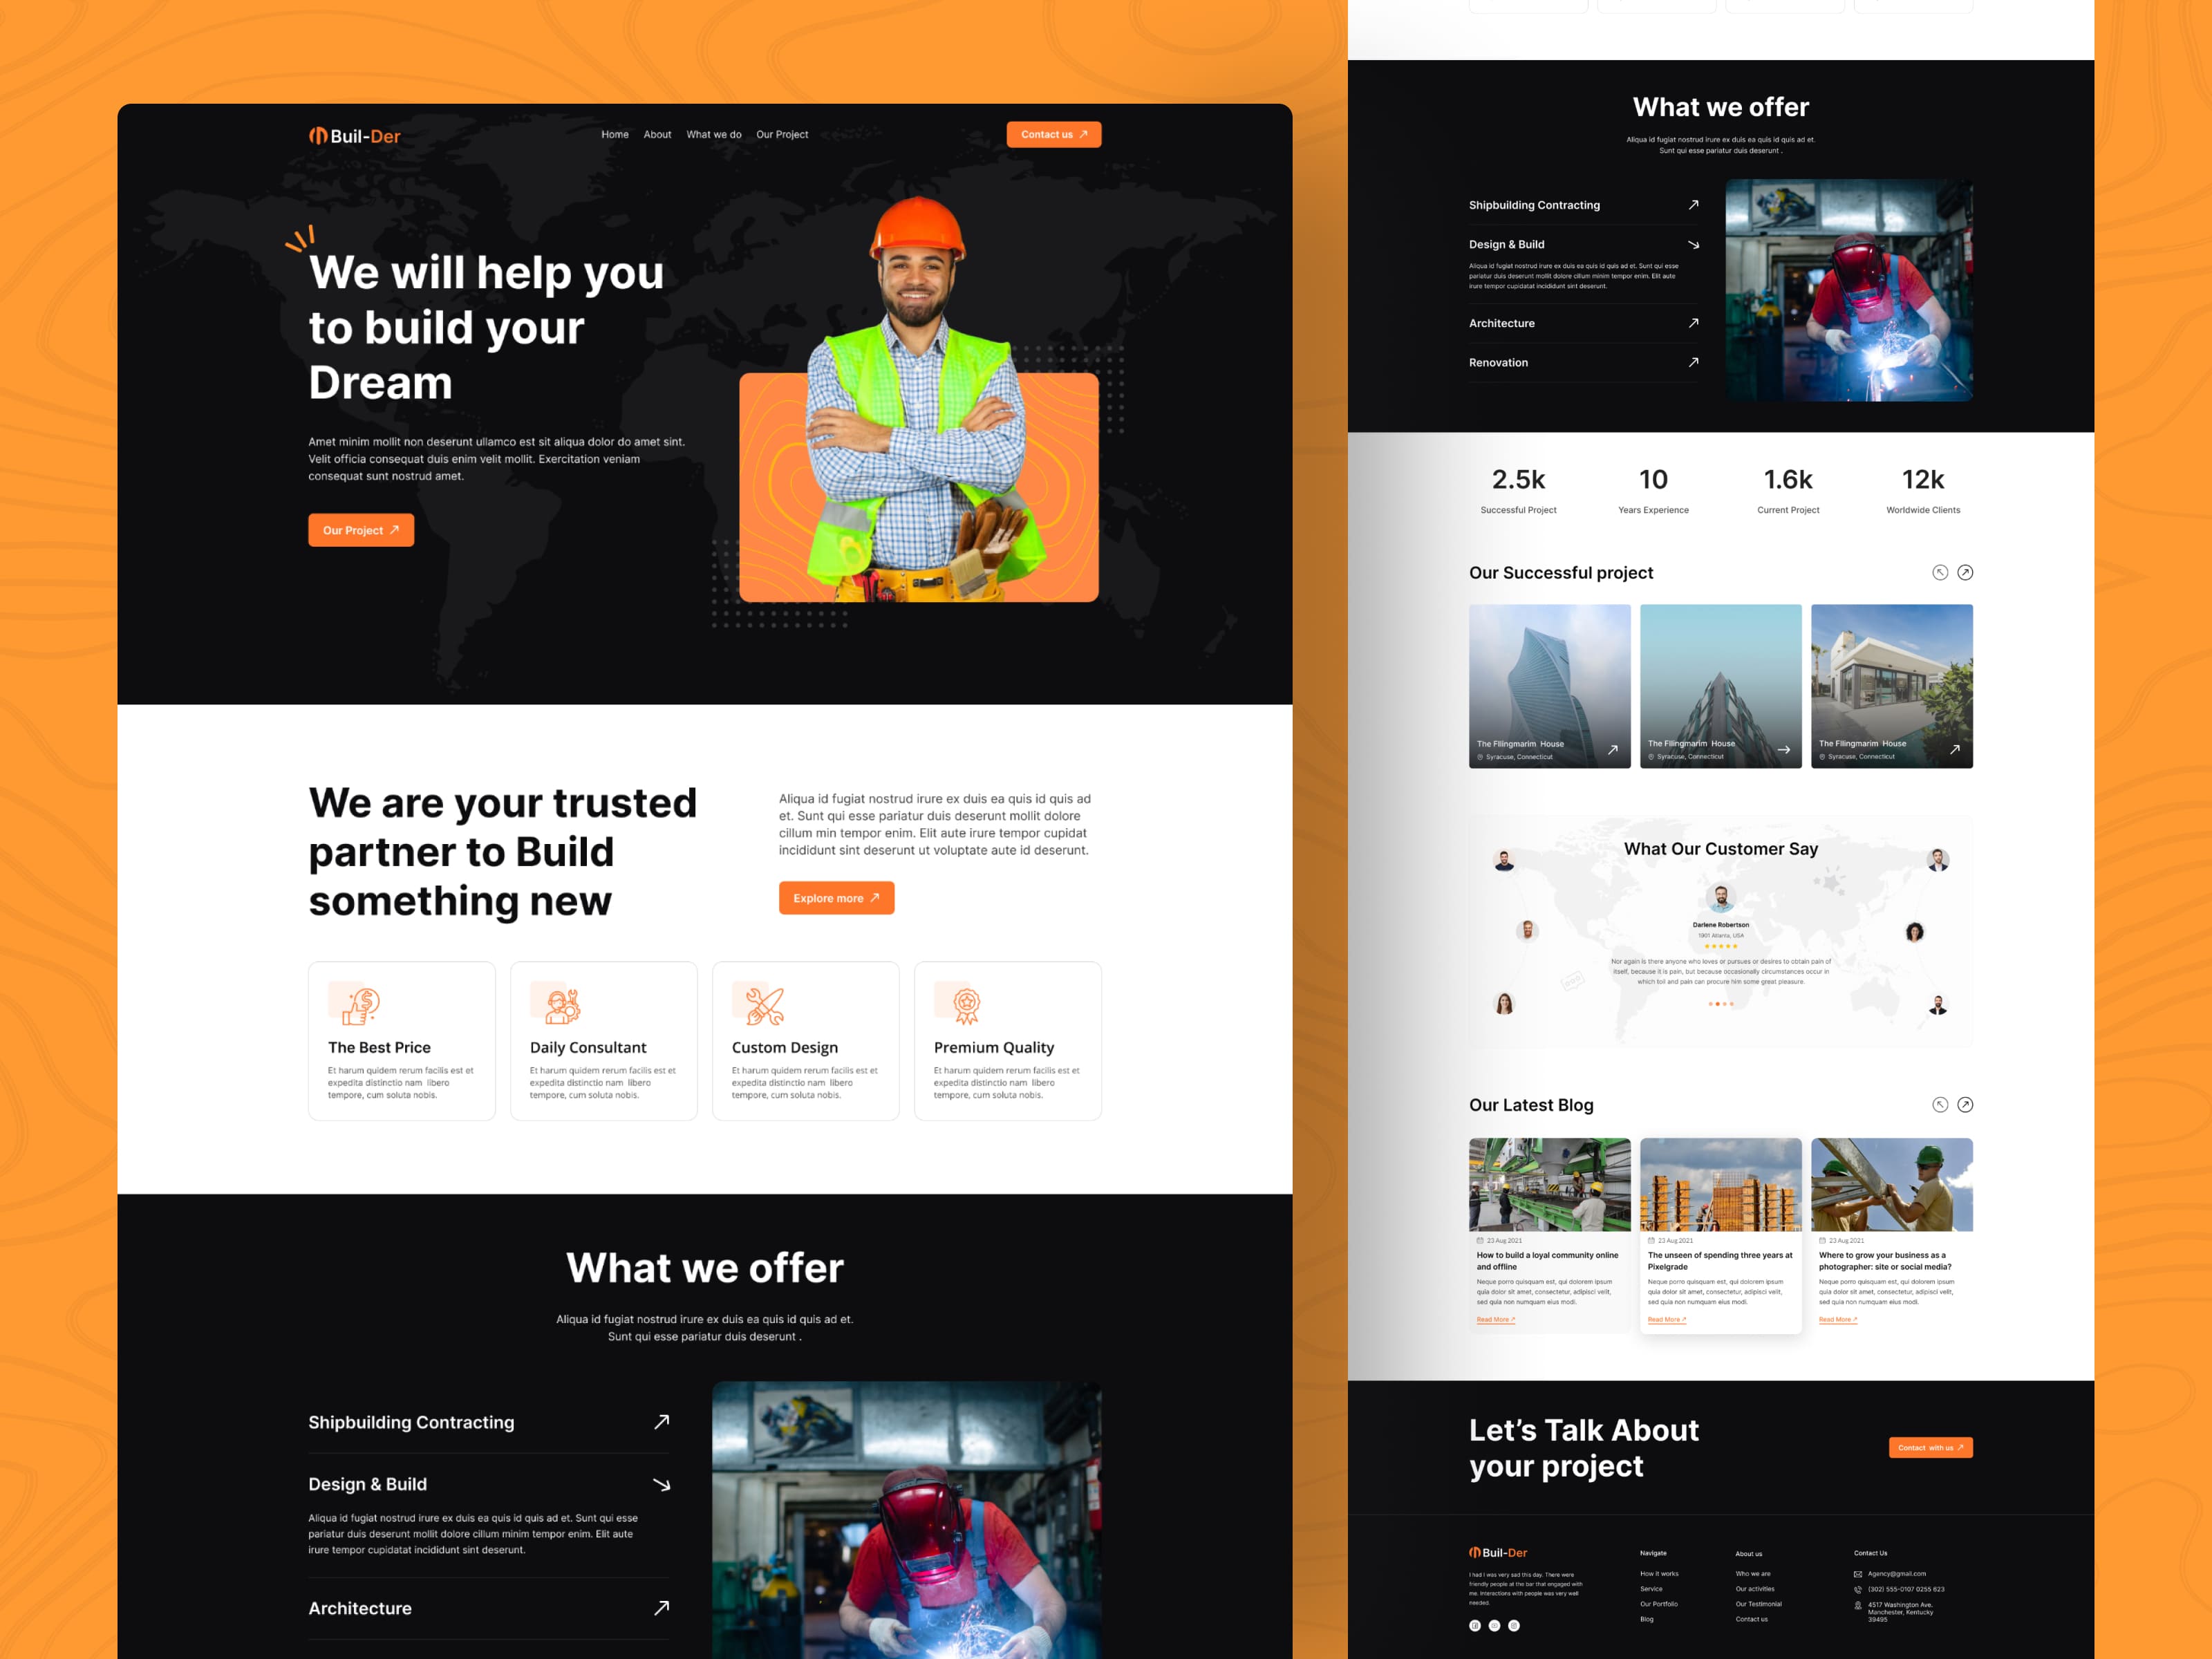 Buil-Der
Home About What we do Our Project
Contact us
We will help you
to build your
Dream
Amet minim mollit non deserunt ullamco est sit aliqua dolor do amet sint.
Velit officia consequat duis enim velit mollit. Exercitation veniam
consequat sunt nostrud amet.
Our Project
We are your trusted
partner to Build
something new
Aliqua id fugiat nostrud irure ex duis ea quis id quis ad
et. Sunt qui esse pariatur duis deserunt mollit dolore
cillum min tempor enim. Elit aute irure tempor cupidat
incididunt sint deserunt ut voluptate aute id deserunt.
Explore more
The Best Price
Et harum quidem rerum facilis est et
expedita distinctio nam libero
tempore, cum soluta nobis.
Daily Consultant
Et harum quidem rerum facilis est et
expedita distinctio nam libero
tempore, cum soluta nobis.
Custom Design
Et harum quidem rerum facilis est et
expedita distinctio nam libero
tempore, cum soluta nobis.
Premium Quality
Et harum quidem rerum facilis est et
expedita distinctio nam libero
tempore, cum soluta nobis.
What we offer
Aliqua id fugiat nostrud irure ex duis ea quis id quis ad et.
Sunt qui esse pariatur duis deserunt .
Shipbuilding Contracting
Design & Build
Aliqua id fugiat nostrud irure ex duis ea quis id quis ad et. Sunt qui esse
pariatur duis deserunt mollit dolore cillum minim tempor enim. Elit aute
irure tempor cupidatat incididunt sint deserunt.
Architecture
What we offer
Aliqua id fugiat nostrud irure ex duis ea quis id quis ad et.
Sunt qui esse pariatur duis deserunt .
Shipbuilding Contracting
Design & Build
Aliqua id fugiat nostrud irure ex duis ea quis id quis ad et. Sunt qui esse
pariatur duis deserunt mollit dolore cillum minim tempor enim. Elit aute
irure tempor cupidatat incididunt sint deserunt.
Architecture
Renovation
2.5k
Successful Project
10
Years Experience
1.6k
Current Project
12k
Worldwide Clients
Our Successful project
The Filingmarim House
Syracuse, Connecticut
The Filingmarim House
Syracuse, Connecticut
The Filingmarim House
Syracuse, Connecticut
What Our Customer Say
Darlene Robertson
1901 Atlanta, USA
Nor again is there anyone who loves or pursues or desires to obtain pain of
itself, because it is pain, but because occasionally circumstances occur in
which toil and pain can procure him some great pleasure.
Our Latest Blog
23 Aug 2021
How to build a loyal community online
and offline
Neque porro quisquam est, qui dolorem ipsum
quia dolor sit amet, consectetur, adipisci velit,
sed quia non numquam eius modi.
Read More
23 Aug 2021
The unseen of spending three years at
Pixelgrade
Neque porro quisquam est, qui dolorem ipsum
quia dolor sit amet, consectetur, adipisci velit,
sed quia non numquam eius modi.
Read More
23 Aug 2021
Where to grow your business as a
photographer: site or social media?
Neque porro quisquam est, qui dolorem ipsum
quia dolor sit amet, consectetur, adipisci velit,
sed quia non numquam eius modi.
Read More
Let's Talk About
your project
Contact with us
Buil-Der
I had I was very sad this day. There were
friendly people at the bar that engaged with
me. Interactions with people was very well
needed.
Navigate
How it works
Service
Our Portfolio
Blog
About us
Who we are
Our activities
Our Testimonial
Contact us
Contact Us
Agency@gmail.com
(302) 555-0107 0255 623
4517 Washington Ave.
Manchester, Kentucky
39495